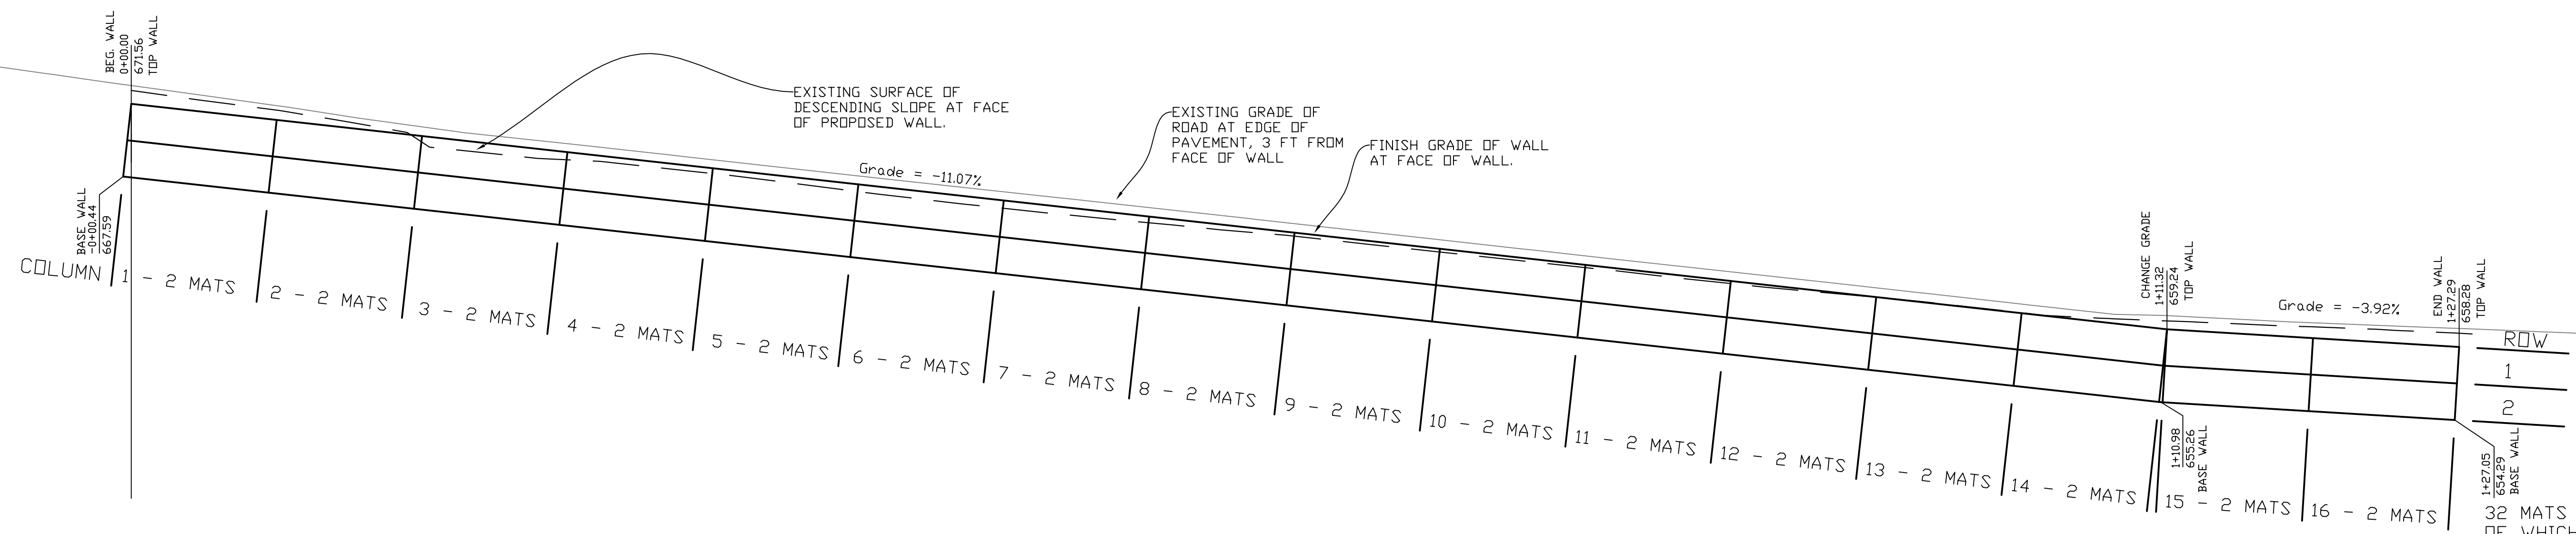 BEG. WALL
0+00.00
671.56
TOP WALL
EXISTING SURFACE OF
DESCENDING SLOPE AT FACE
OF PROPOSED WALL.
EXISTING GRADE OF
ROAD AT EDGE OF
PAVEMENT, 3 FT FROM
FACE OF WALL
FINISH GRADE OF WALL
AT FACE OF WALL.
Grade = -11.07%
BASE WALL
-0+00.44
667.59
CHANGE GRADE
1+11.32
659.24
TOP WALL
Grade = -3.92%
END WALL
1+27.29
658.28
TOP WALL
ROW
1
2
COLUMN
1 - 2 MATS
2 - 2 MATS
3 - 2 MATS
4 - 2 MATS
5 - 2 MATS
6 - 2 MATS
7 - 2 MATS
8 - 2 MATS
9 - 2 MATS
10 - 2 MATS
11 - 2 MATS
12 - 2 MATS
13 - 2 MATS
14 - 2 MATS
15 - 2 MATS
16 - 2 MATS
1+10.98
655.26
BASE WALL
1+27.05
654.29
BASE WALL
32 MATS
OF WHICH